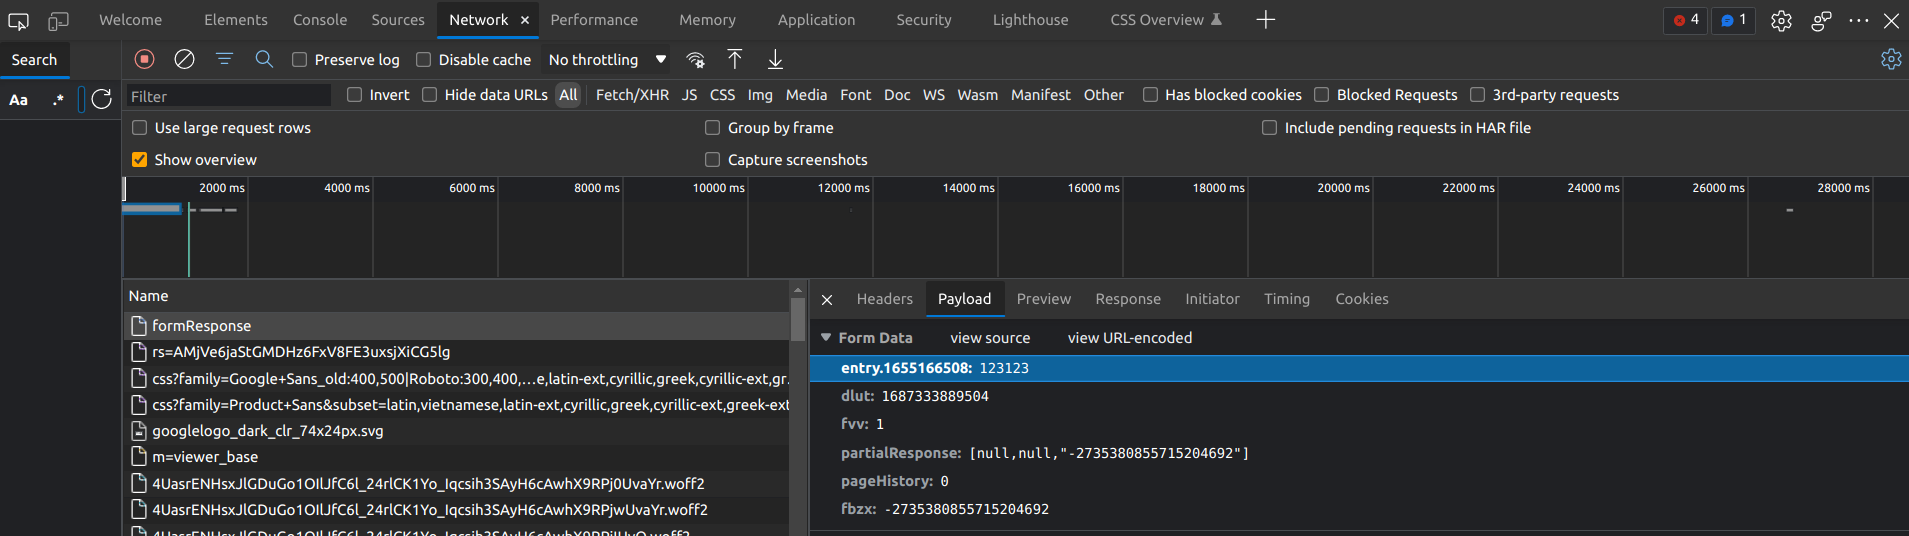 Welcome Elements Console Sources Network × Performance Memory Application Security Lighthouse CSS Overview 4 1
Search
Preserve log Disable cache No throttling
Aa .*
Filter Invert Hide data URLs All Fetch/XHR JS CSS Img Media Font Doc WS Wasm Manifest Other Has blocked cookies Blocked Requests 3rd-party requests
Use large request rows Group by frame Include pending requests in HAR file
Show overview Capture screenshots
2000 ms 4000 ms 6000 ms 8000 ms 10000 ms 12000 ms 14000 ms 16000 ms 18000 ms 20000 ms 22000 ms 24000 ms 26000 ms 28000 ms
Name
formResponse
rs=AMjVe6jaStGMDHz6FxV8FE3uxsjXiCG5lg
css?family=Google+Sans_old:400,500|Roboto:300,400,…e,latin-ext,cyrillic,greek,cyrillic-ext,gr.
css?family=Product+Sans&subset=latin,vietnamese,latin-ext,cyrillic,greek,cyrillic-ext,greek-ext
googlelogo_dark_clr_74x24px.svg
m=viewer_base
4UasrENHsxJlGDuGo1OIlJfC6l_24rlCK1Yo_Iqcsih3SAyH6cAwhX9RPj0UvaYr.woff2
4UasrENHsxJlGDuGo1OIlJfC6l_24rlCK1Yo_Iqcsih3SAyH6cAwhX9RPjwUvaYr.woff2
Headers Payload Preview Response Initiator Timing Cookies
Form Data view source view URL-encoded
entry.1655166508: 123123
dlut: 1687333889504
fvv: 1
partialResponse: [null,null,"-2735380855715204692"]
pageHistory: 0
fbzx: -2735380855715204692